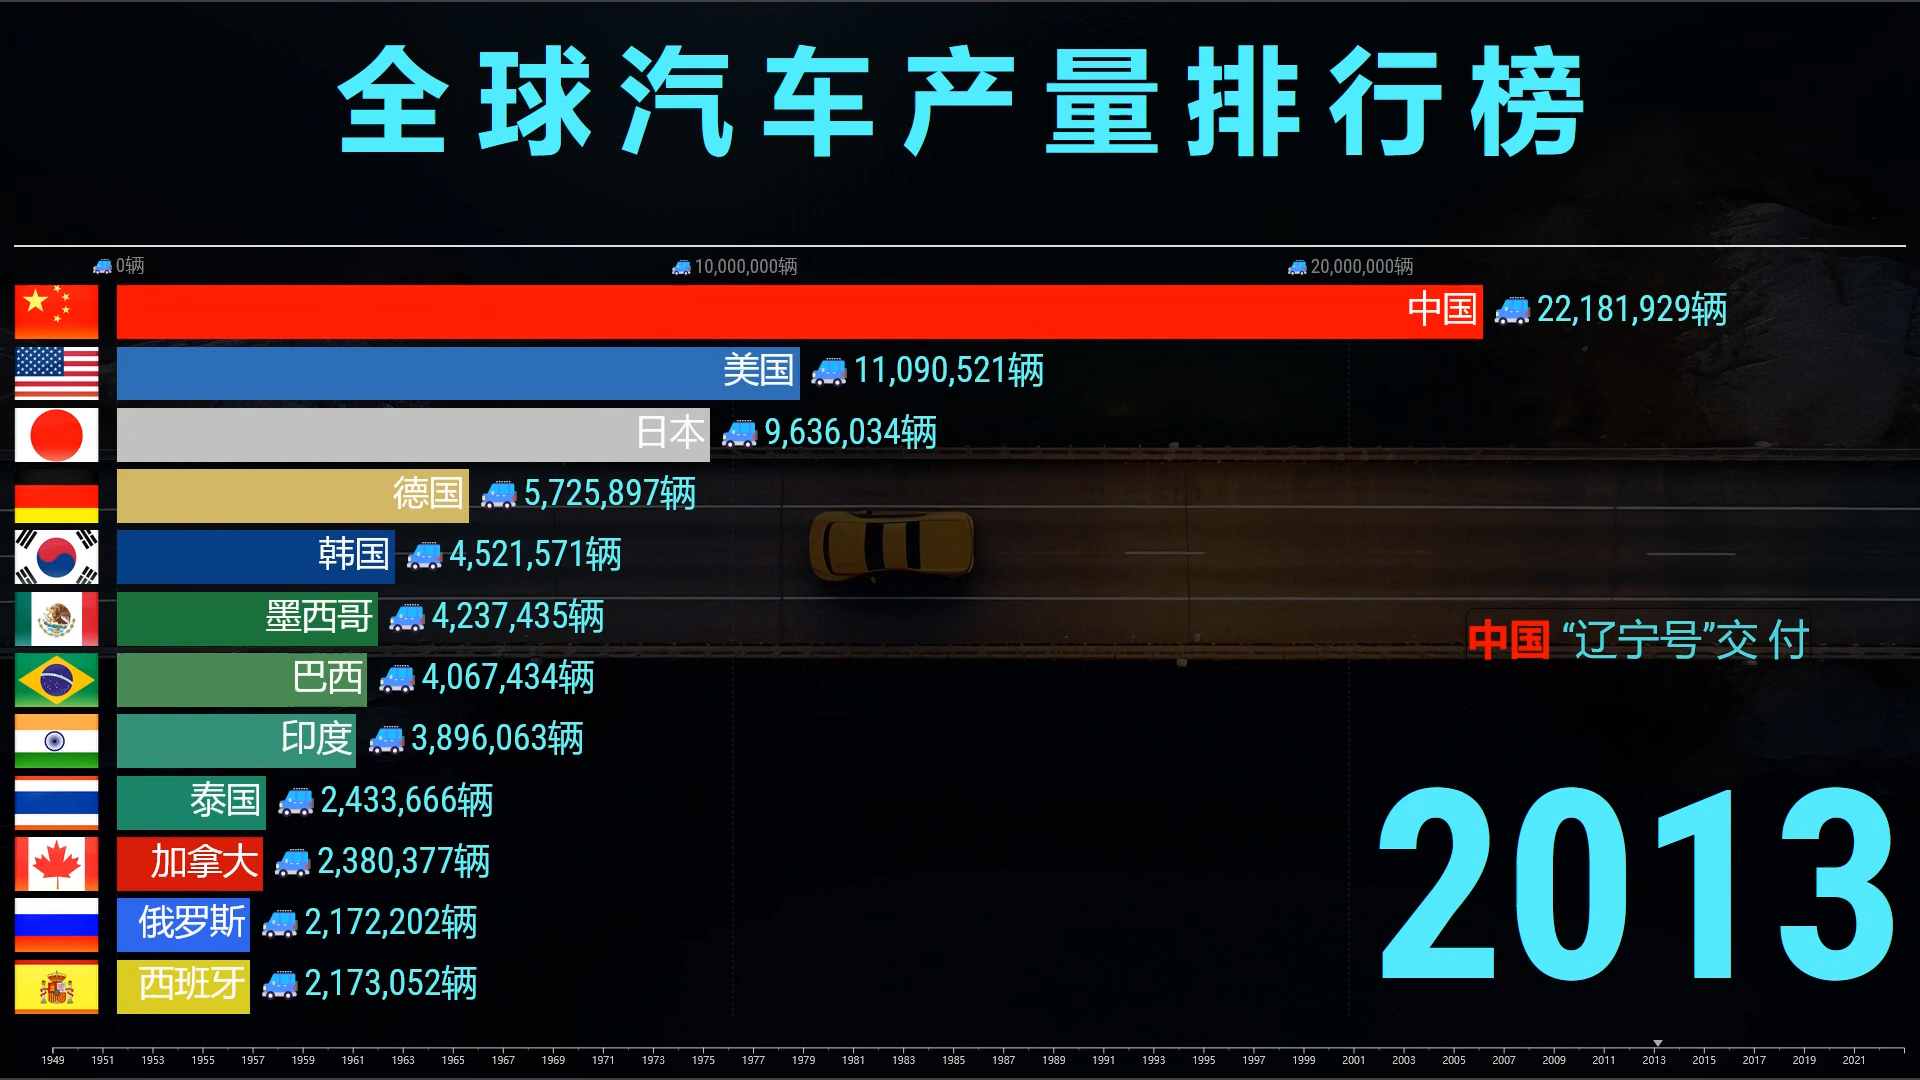 全球汽车产量排行榜
0辆 10,000,000辆 20,000,000辆
中国 22,181,929辆
美国 11,090,521辆
日本 9,636,034辆
德国 5,725,897辆
韩国 4,521,571辆
墨西哥 4,237,435辆
中国 “辽宁号”交 付
巴西 4,067,434辆
印度 3,896,063辆
泰国 2,433,666辆
加拿大 2,380,377辆
俄罗斯 2,172,202辆
西班牙 2,173,052辆
2013
1949 1951 1953 1955 1957 1959 1961 1963 1965 1967 1969 1971 1973 1975 1977 1979 1981 1983 1985 1987 1989 1991 1993 1995 1997 1999 2001 2003 2005 2007 2009 2011 2013 2015 2017 2019 2021